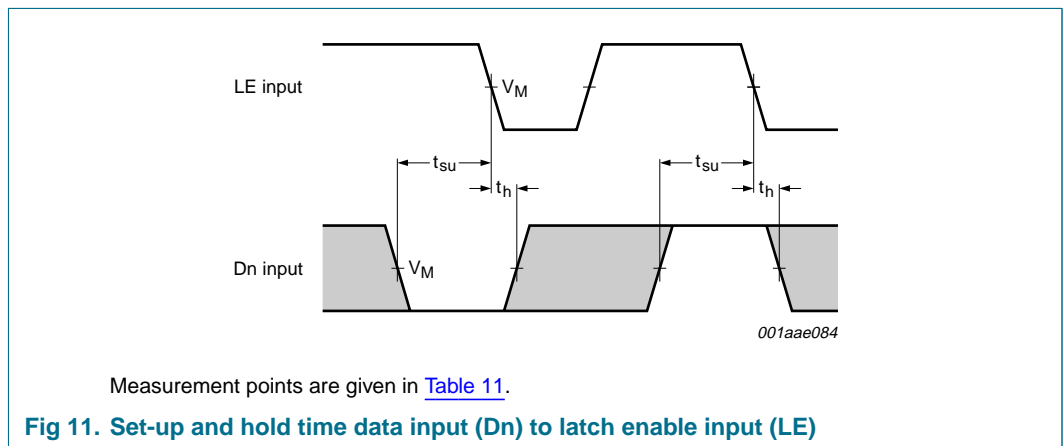 LE input
VM
tsu
tsu
th
th
Dn input
VM
001aae084
Measurement points are given in Table 11.
Fig 11. Set-up and hold time data input (Dn) to latch enable input (LE)